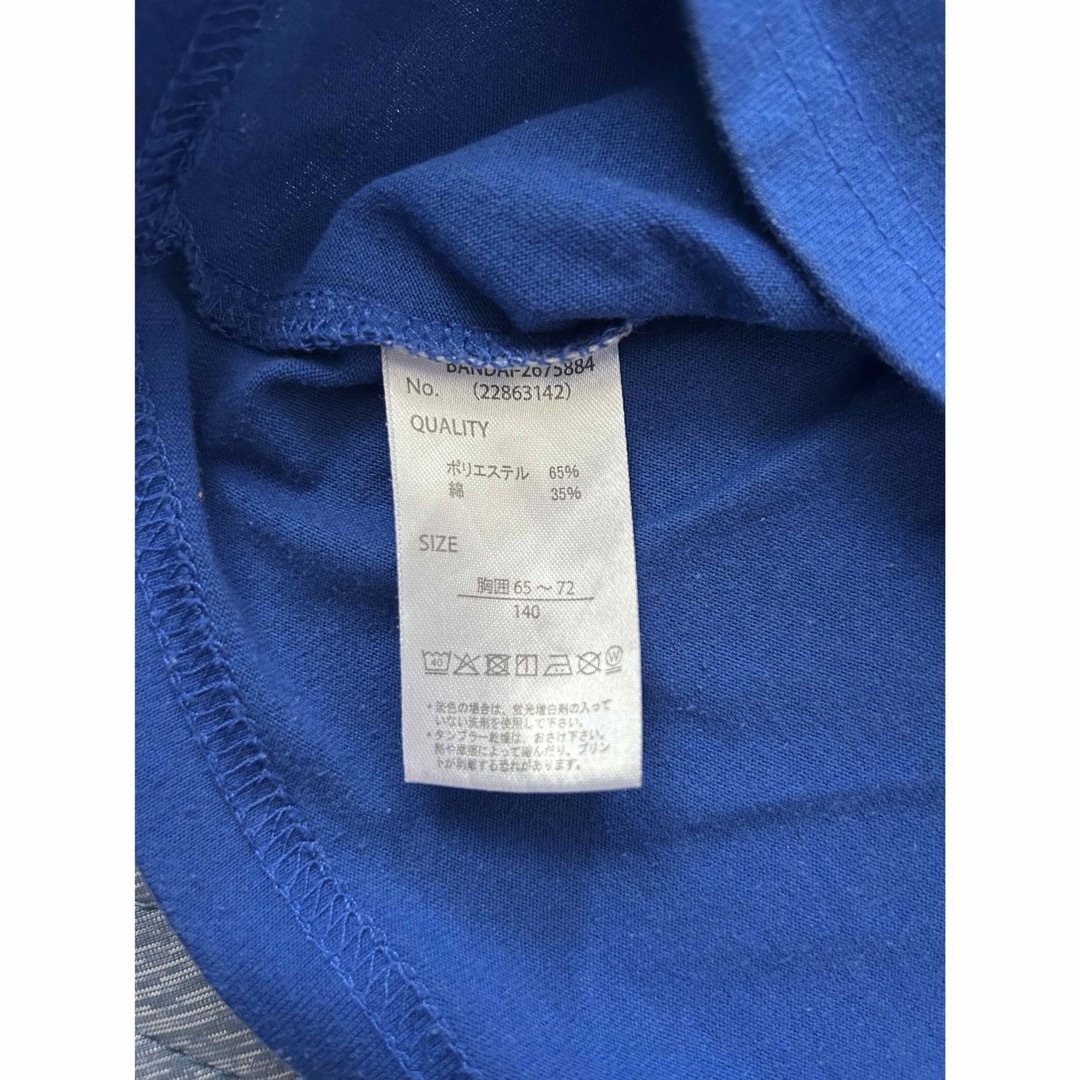 BANDAI-2675884
No. (22863142)
QUALITY
ポリエステル 65%
綿 35%
SIZE
胸囲65～72
140
40 W
*淡色の場合は、蛍光増白剤の入って
いない洗剤を使用して下さい。
*タンブラー乾燥は、おさけ下さい。
熱や摩擦によって縮んだり、プリン
トが剥離する恐れがあります。